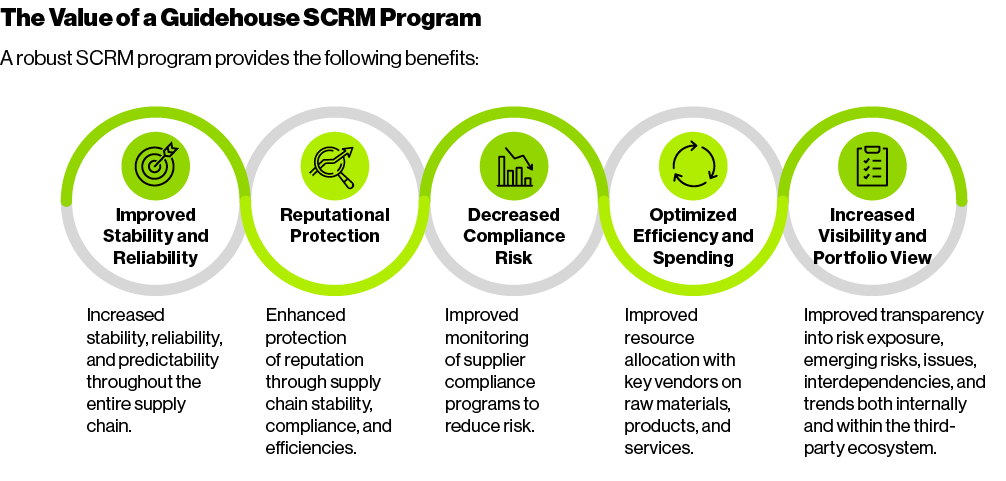 The Value of a Guidehouse SCRM Program
A robust SCRM program provides the following benefits:
Improved
Stability and
Reliability
Increased
stability, reliability,
and predictability
throughout the
entire supply
chain.
Reputational
Protection
Enhanced
protection
of reputation
through supply
chain stability,
compliance, and
efficiencies.
Decreased
Compliance
Risk
Improved
monitoring
of supplier
compliance
programs to
reduce risk.
Optimized
Efficiency and
Spending
Improved
resource
allocation with
key vendors on
raw materials,
products, and
services.
Increased
Visibility and
Portfolio View
Improved transparency
into risk exposure,
emerging risks, issues,
interdependencies, and
trends both internally
and within the third-
party ecosystem.